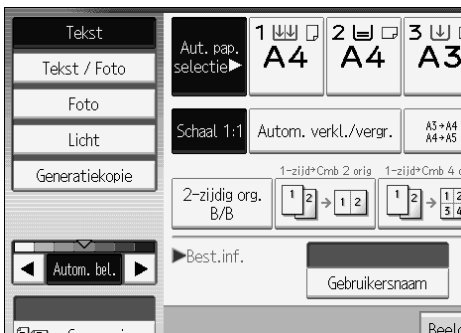 Tekst
Tekst / Foto
Foto
Licht
Generatiekopie
Autom. bel.
Aut. pap.
selectie▶
1
A4
2
A4
3
A3
Schaal 1:1
Autom. verkl./vergr.
A3→A4
A4→A5
1-zijd→Cmb 2 orig
1-zijd→Cmb 4
2-zijdig org.
B/B
1 2 → 1 2
1 2 → 1 2
3 4
▶Best.inf.
Gebruikersnaam